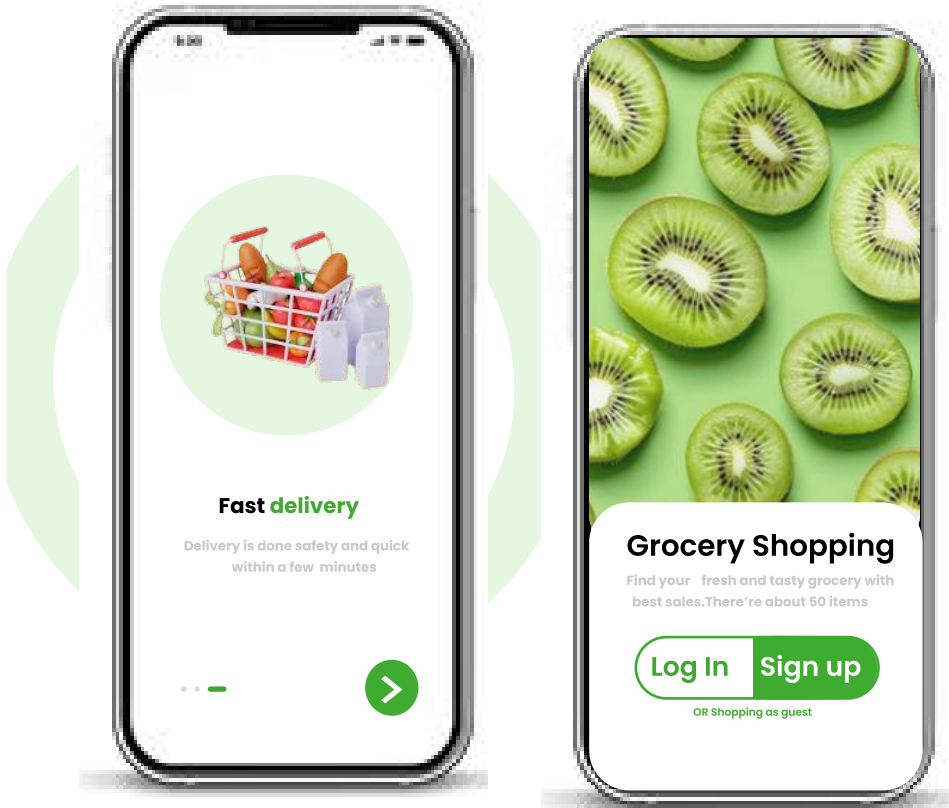 Fast delivery
Delivery is done safety and quick
within a few minutes
Grocery Shopping
Find your fresh and tasty grocery with
best sales.There’re about 50 items
Log In Sign up
OR Shopping as guest